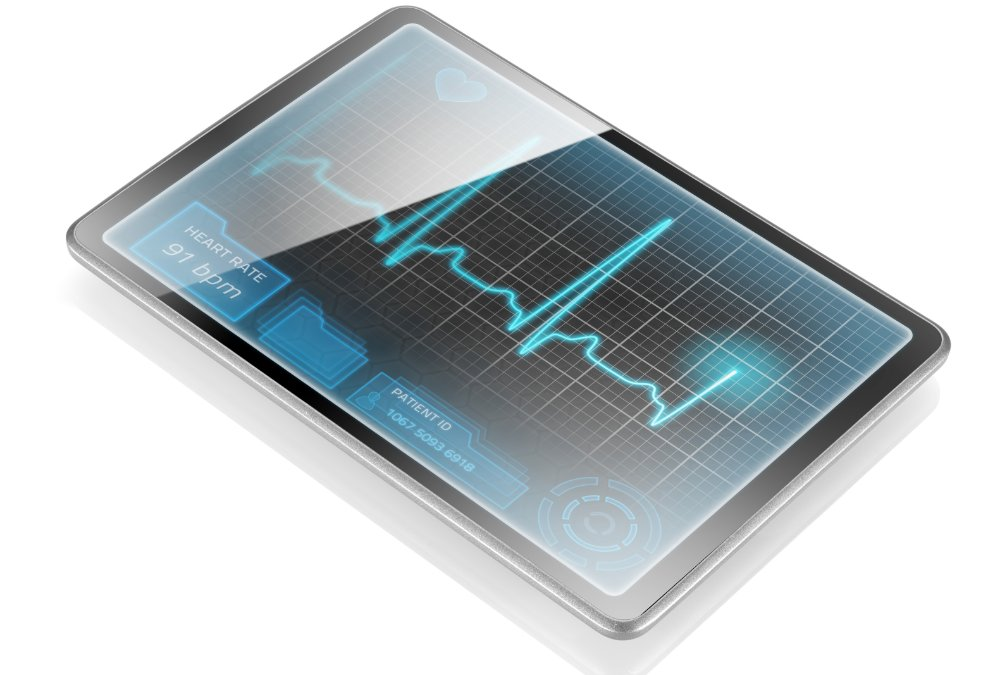 HEART RATE
91 bpm
PATIENT ID
1067 5093 6918